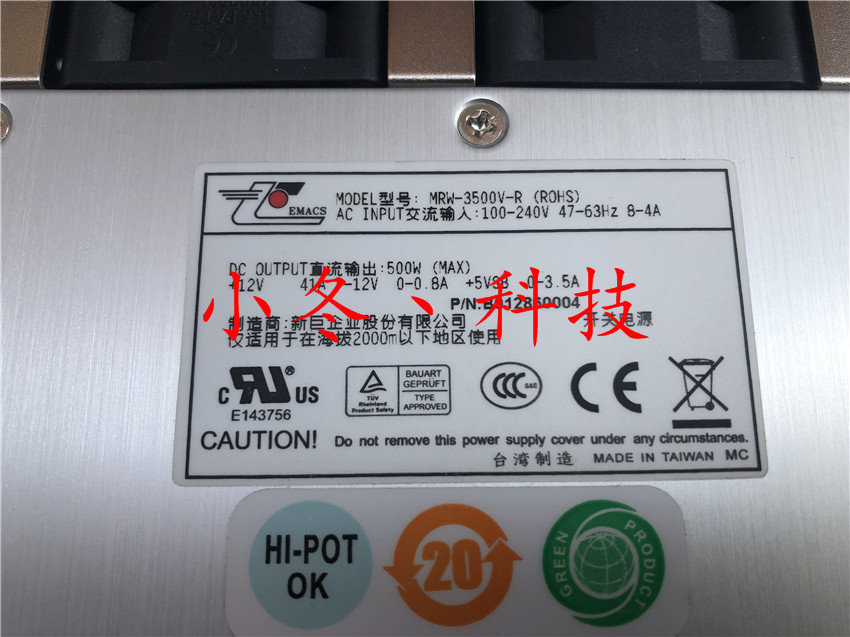 EMACS
MODEL型号: MRW-3500V-R (ROHS)
AC INPUT交流输入:100-240V 47-63Hz 8-4A
DC OUTPUT直流输出:500W (MAX)
+12V 41A -12V 0-0.8A +5VSB 0-3.5A
小冬丶科技
制造商:新巨企业股份有限公司 开关电源
仅适用于在海拔2000m以下地区使用
c RU US
E143756
TÜV
Rheinland
Product Safety
BAUART
GEPRÜFT
TYPE
APPROVED
CCC S&E
CE
CAUTION! Do not remove this power supply cover under any circumstances.
台湾制造 MADE IN TAIWAN MC
HI-POT
OK
20
GREEN PRODUCT